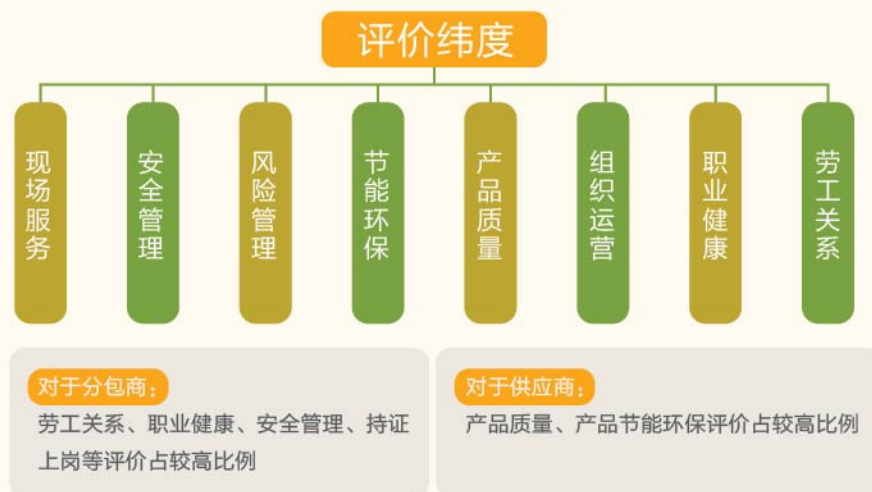 评价纬度
现场服务
安全管理
风险管理
节能环保
产品质量
组织运营
职业健康
劳工关系
对于分包商：
劳工关系、职业健康、安全管理、持证
上岗等评价占较高比例
对于供应商：
产品质量、产品节能环保评价占较高比例